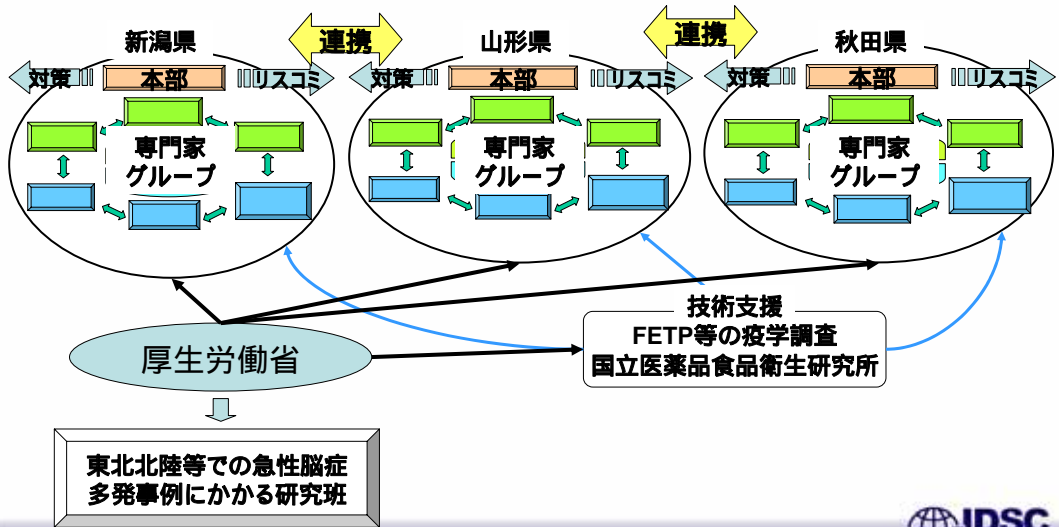 新潟県
連携
山形県
連携
秋田県
対策
本部
リスコミ
対策
本部
リスコミ
対策
本部
リスコミ
専門家
グループ
専門家
グループ
専門家
グループ
厚生労働省
技術支援
FETP等の疫学調査
国立医薬品食品衛生研究所
東北北陸等での急性脳症
多発事例にかかる研究班
IDSC